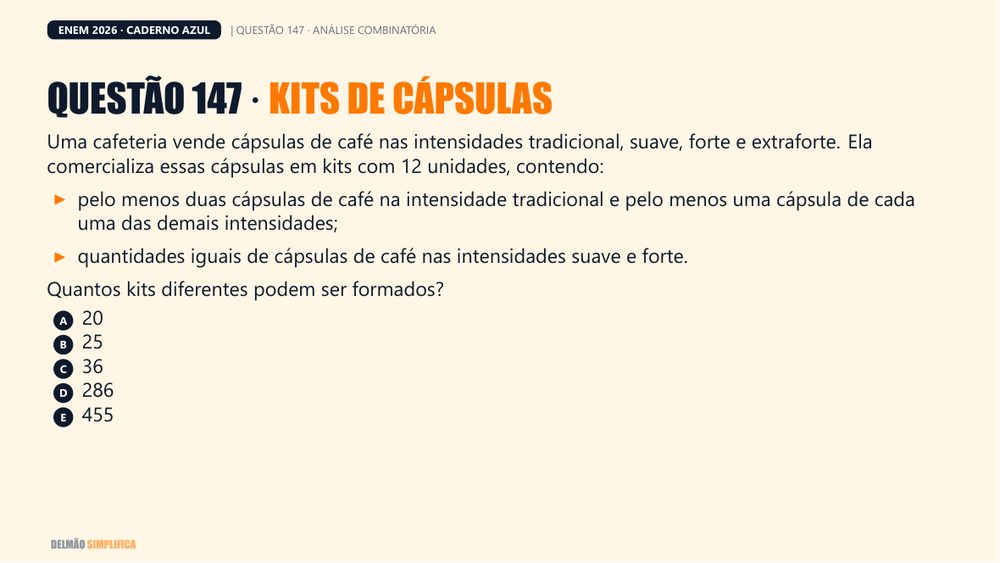 ENEM 2026 · CADERNO AZUL | QUESTÃO 147 · ANÁLISE COMBINATÓRIA
QUESTÃO 147 · KITS DE CÁPSULAS
Uma cafeteria vende cápsulas de café nas intensidades tradicional, suave, forte e extraforte. Ela
comercializa essas cápsulas em kits com 12 unidades, contendo:
► pelo menos duas cápsulas de café na intensidade tradicional e pelo menos uma cápsula de cada
uma das demais intensidades;
► quantidades iguais de cápsulas de café nas intensidades suave e forte.
Quantos kits diferentes podem ser formados?
A 20
B 25
C 36
D 286
E 455
DELMÃO SIMPLIFICA